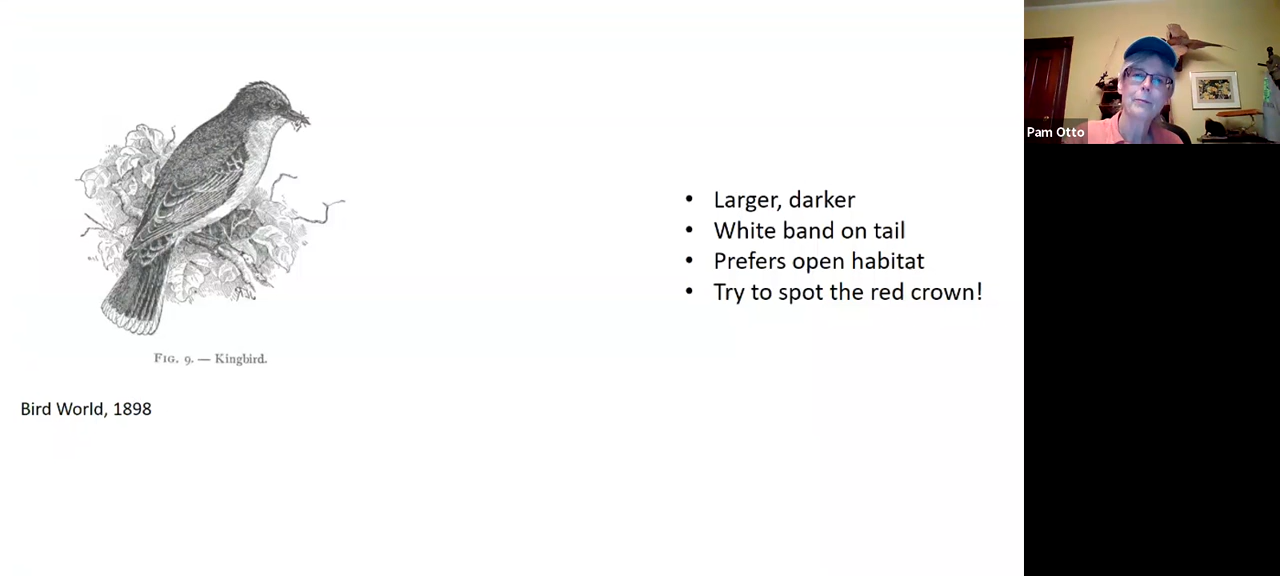 • Larger, darker
• White band on tail
• Prefers open habitat
• Try to spot the red crown!
FIG. 9. — Kingbird.
Bird World, 1898
Pam Otto